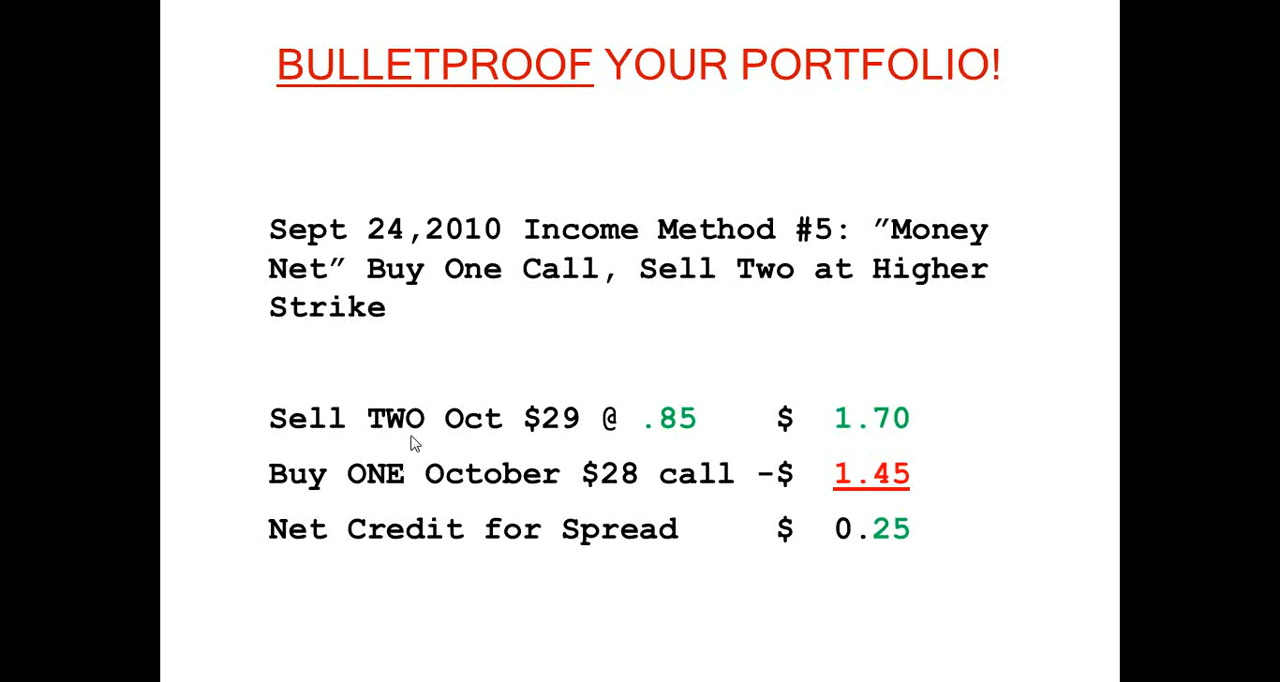 BULLETPROOF YOUR PORTFOLIO!
Sept 24,2010 Income Method #5: ”Money
Net” Buy One Call, Sell Two at Higher
Strike
Sell TWO Oct $29 @ .85 $ 1.70
Buy ONE October $28 call -$ 1.45
Net Credit for Spread $ 0.25